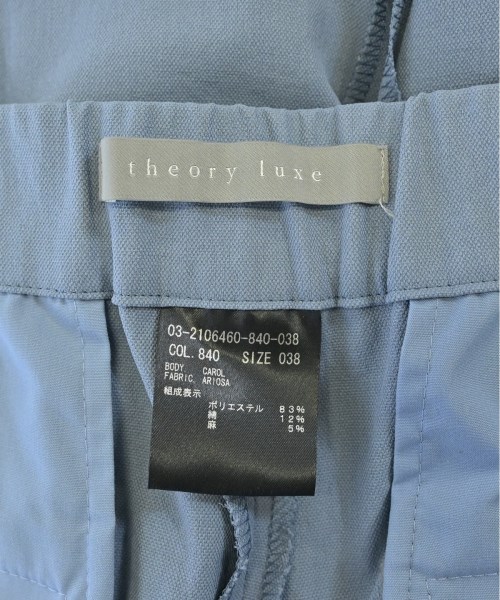 theory luxe
03-2106460-840-038
COL. 840 SIZE 038
BODY CAROL
FABRIC. ARIOSA
組成表示
ポリエステル 83%
綿 12%
麻 5%